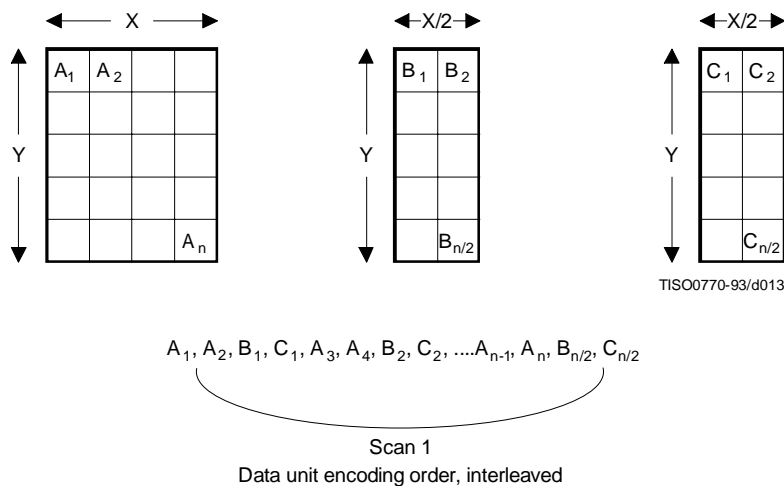 X X/2 X/2
A₁ A₂ B₁ B₂ C₁ C₂
Y Y Y
Aₙ Bₙ/₂ Cₙ/₂
TISO0770-93/d013
A₁, A₂, B₁, C₁, A₃, A₄, B₂, C₂, ....Aₙ₋₁, Aₙ, Bₙ/₂, Cₙ/₂
Scan 1
Data unit encoding order, interleaved